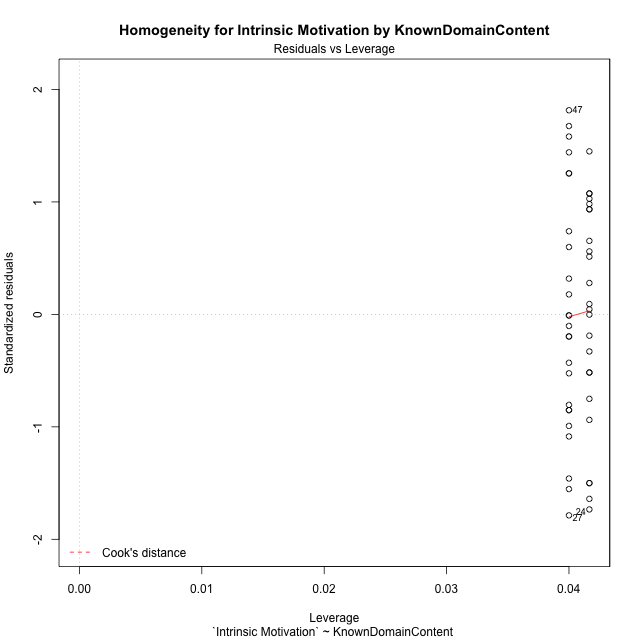 Homogeneity for Intrinsic Motivation by KnownDomainContent
Residuals vs Leverage
2
1
0
-1
-2
Standardized residuals
47
24
27
Cook's distance
0.00 0.01 0.02 0.03 0.04
Leverage
`Intrinsic Motivation` ~ KnownDomainContent